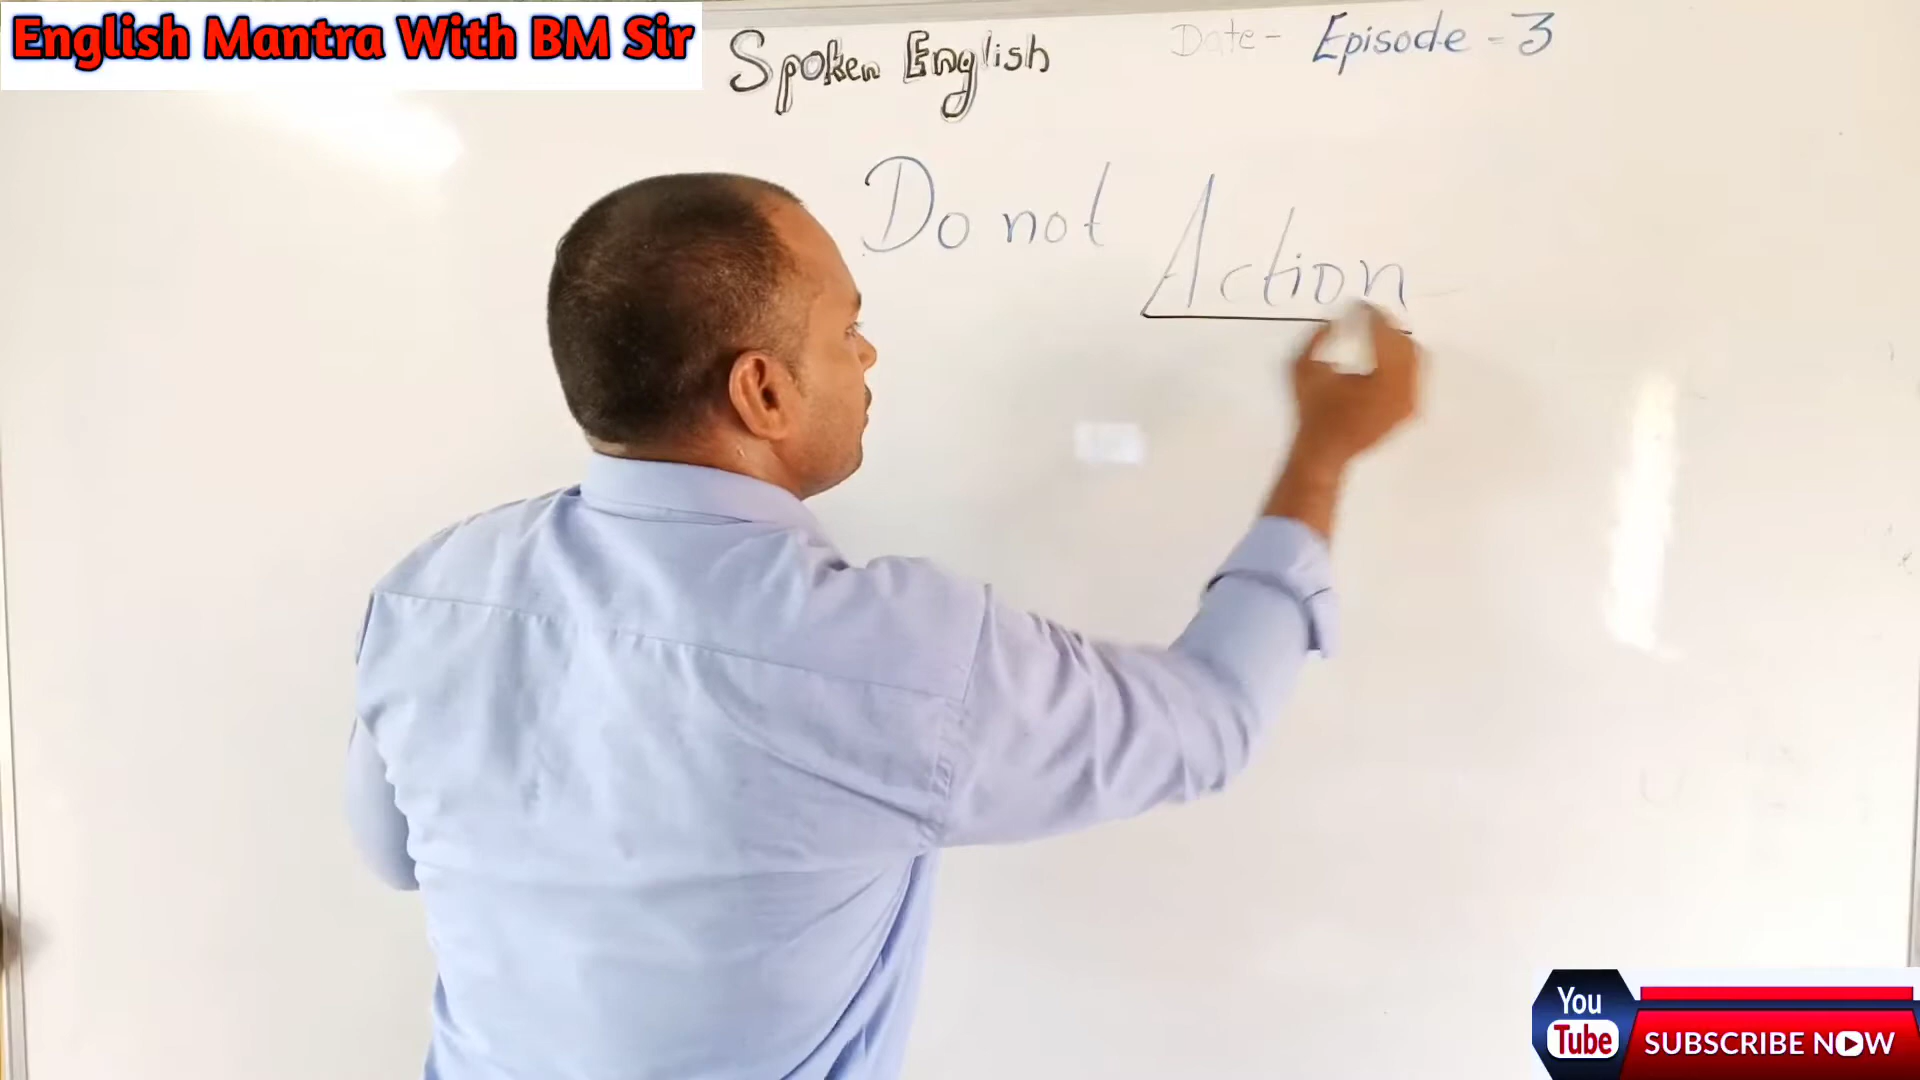 English Mantra With BM Sir
Spoken English
Date - Episode - 3
Do not
Action
You
Tube
SUBSCRIBE NOW